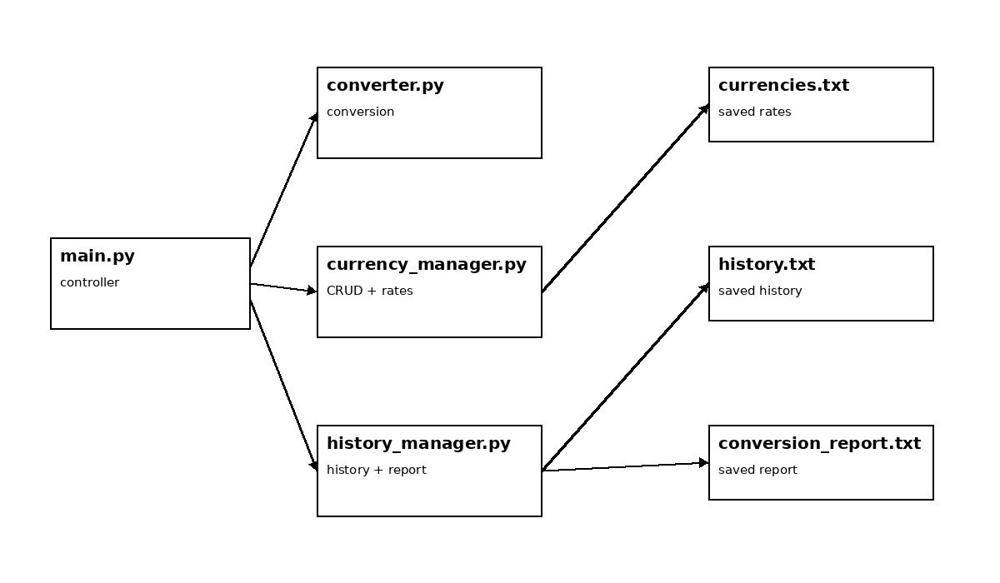 converter.py
conversion
currencies.txt
saved rates
main.py
controller
currency_manager.py
CRUD + rates
history.txt
saved history
history_manager.py
history + report
conversion_report.txt
saved report